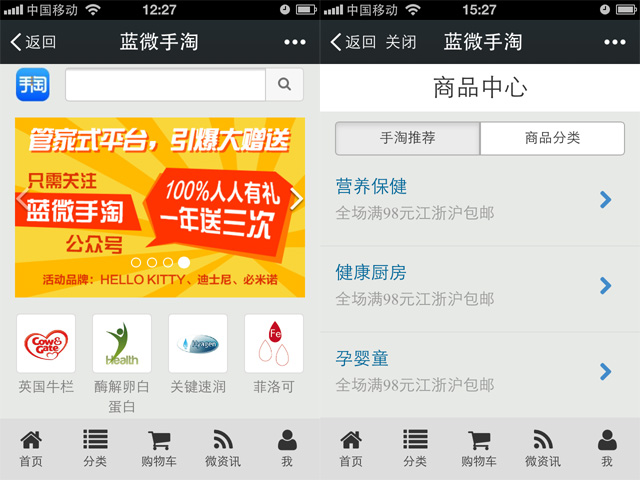 中国移动
12:27
返回
蓝微手淘
手淘
管家式平台,引爆大赠送
只需关注
蓝微手淘
公众号
100%人人有礼
一年送三次
活动品牌:HELLO KITTY、迪士尼、必米诺
Cow&Gate
Health
Fe
英国牛栏
酶解卵白蛋白
关键速润
菲洛可
首页
分类
购物车
微资讯
我
中国移动
15:27
返回
关闭
蓝微手淘
商品中心
手淘推荐
商品分类
营养保健
全场满98元江浙沪包邮
健康厨房
全场满98元江浙沪包邮
孕婴童
全场满98元江浙沪包邮
首页
分类
购物车
微资讯
我